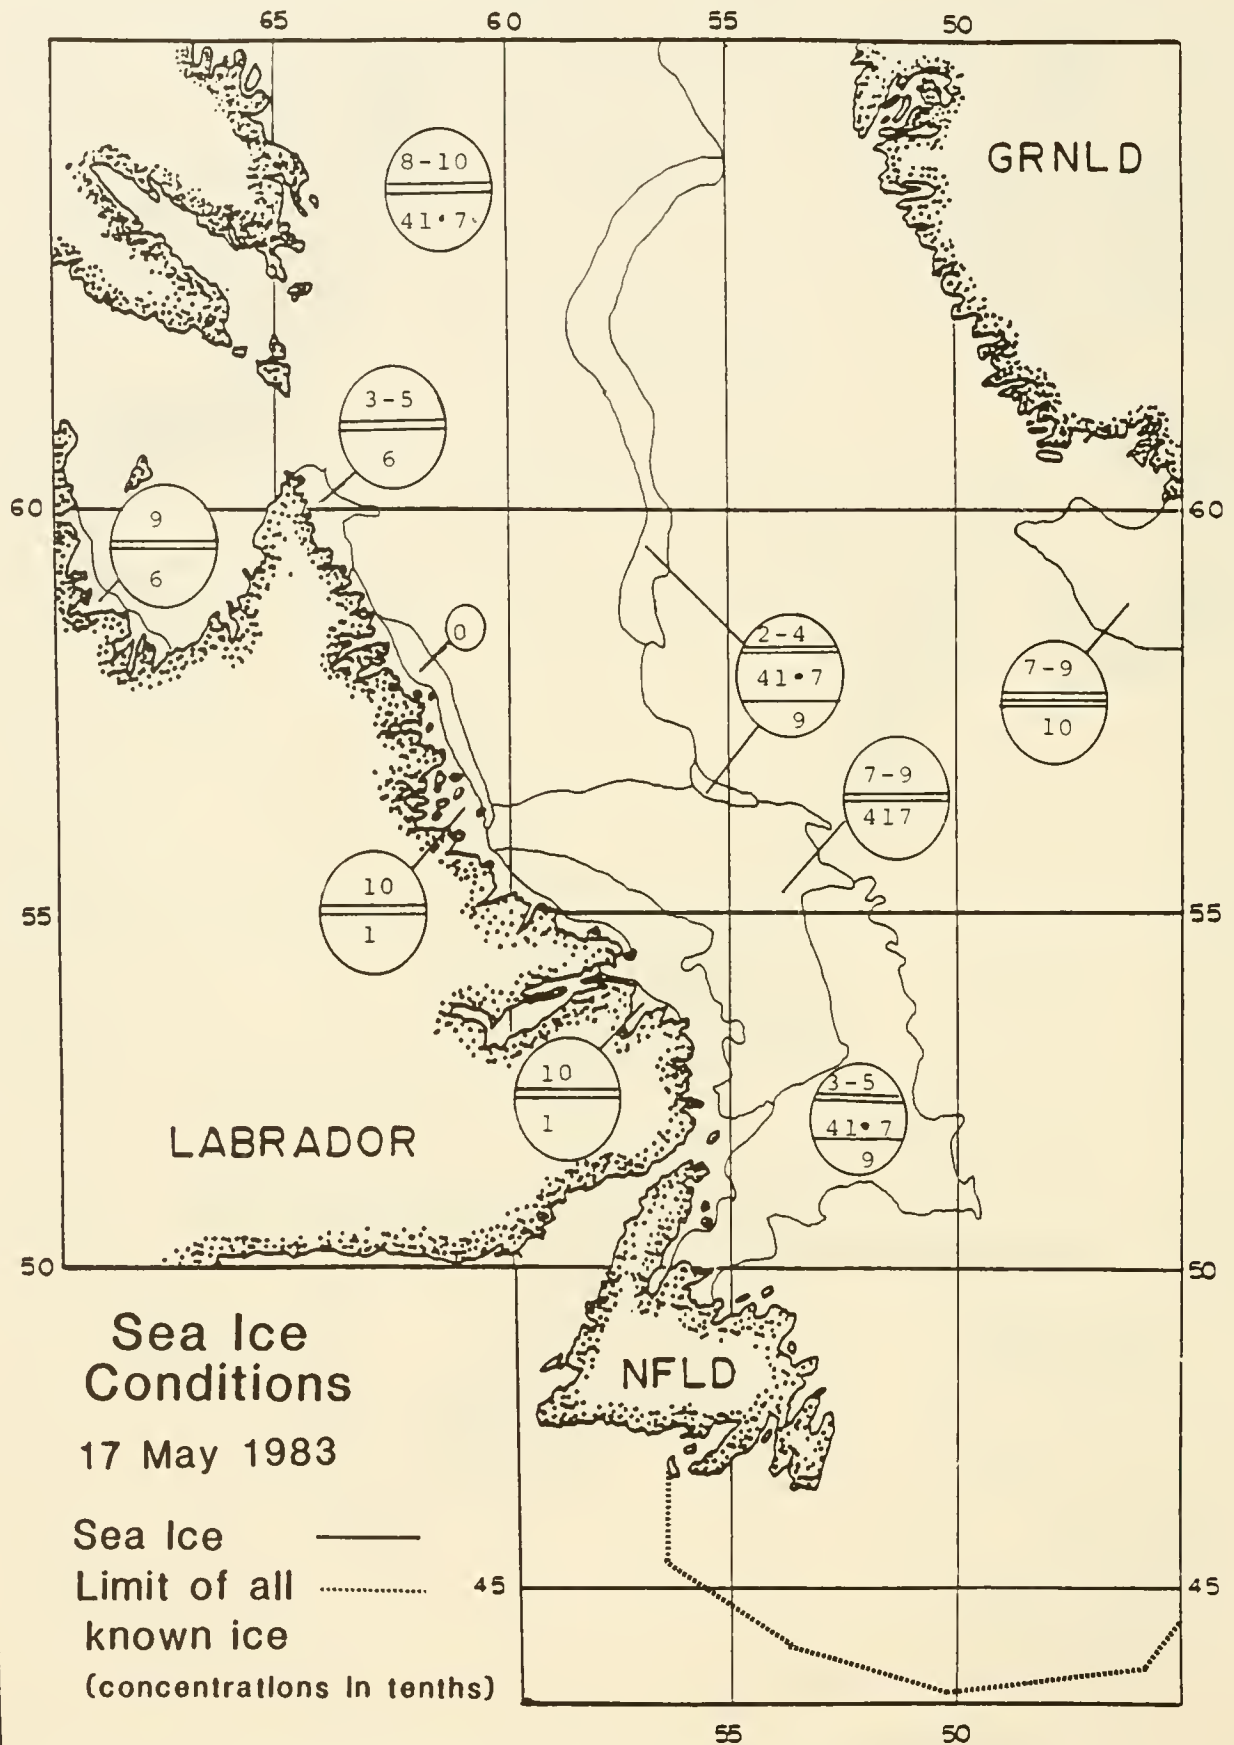 65 60 55 50
GRNLD
8-10
41•7
3-5
6
60 60
9
6
0
2-4
41•7
9
7-9
10
7-9
417
10
1
55 55
10
1
3-5
41•7
9
LABRADOR
50 50
Sea Ice
Conditions
17 May 1983
NFLD
Sea Ice
Limit of all
known ice
(concentrations in tenths)
45 45
55 50